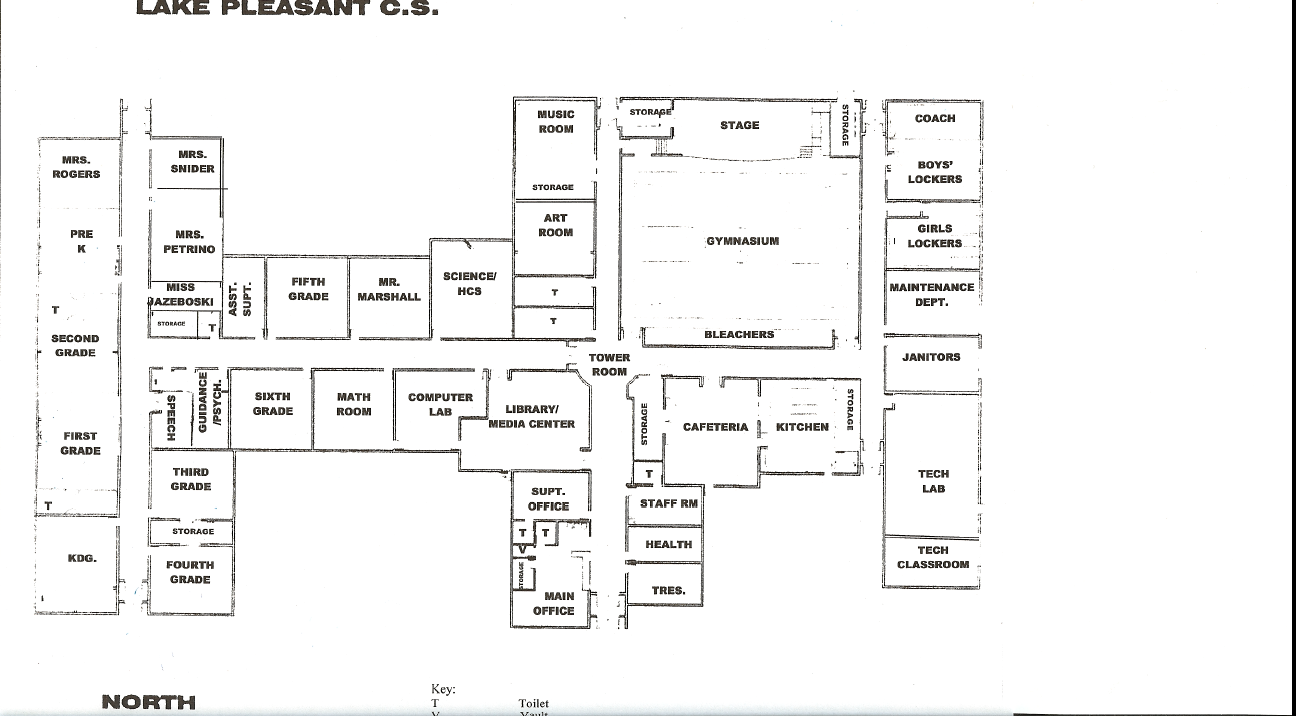 LAKE PLEASANT C.S.
MRS.
ROGERS
PRE
K
T
SECOND
GRADE
FIRST
GRADE
T
KDG.
MRS.
SNIDER
MRS.
PETRINO
MISS
JAZEBOSKI
STORAGE
T
ASST.
SUPT.
FIFTH
GRADE
MR.
MARSHALL
SCIENCE/
HCS
MUSIC
ROOM
STORAGE
ART
ROOM
T
T
STORAGE
STAGE
STORAGE
GYMNASIUM
BLEACHERS
COACH
BOYS'
LOCKERS
GIRLS
LOCKERS
MAINTENANCE
DEPT.
JANITORS
TOWER
ROOM
SPEECH
GUIDANCE
/PSYCH.
SIXTH
GRADE
MATH
ROOM
COMPUTER
LAB
LIBRARY/
MEDIA CENTER
STORAGE
CAFETERIA
KITCHEN
STORAGE
T
THIRD
GRADE
STORAGE
FOURTH
GRADE
SUPT.
OFFICE
T
T
V
STORAGE
MAIN
OFFICE
STAFF RM
HEALTH
TRES.
TECH
LAB
TECH
CLASSROOM
NORTH
Key:
T Toilet
V Vault